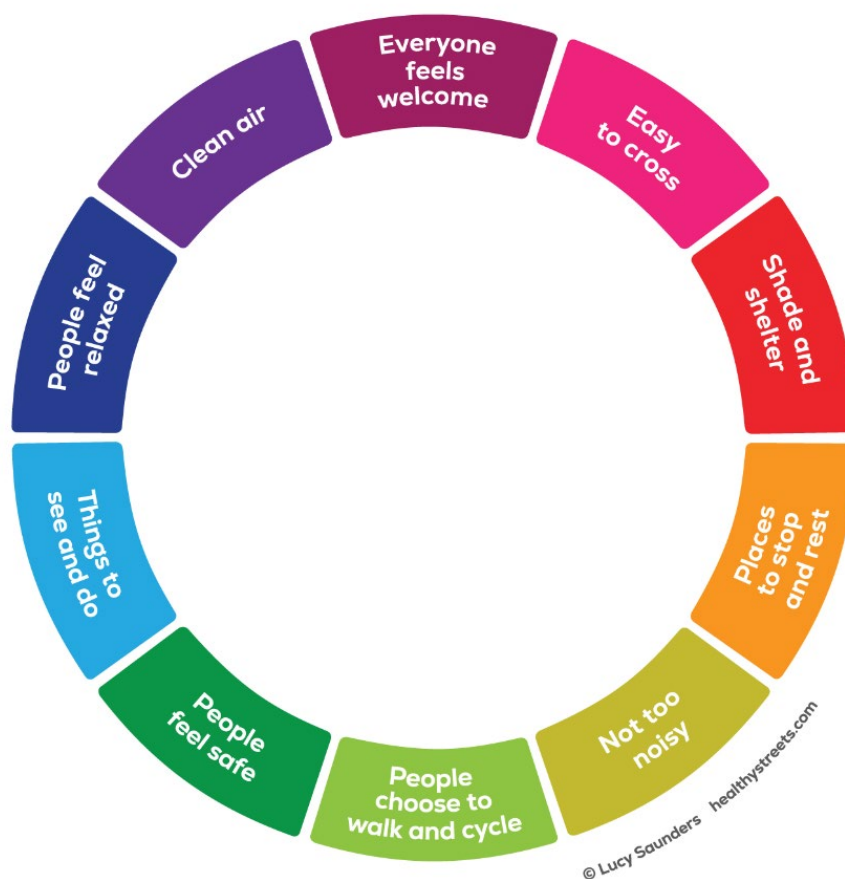 Everyone
feels
welcome
Easy
to cross
Shade and
shelter
Places
to stop
and rest
Not too
noisy
People
choose to
walk and cycle
People
feel safe
Things to
see and do
People feel
relaxed
Clean air
© Lucy Saunders healthystreets.com